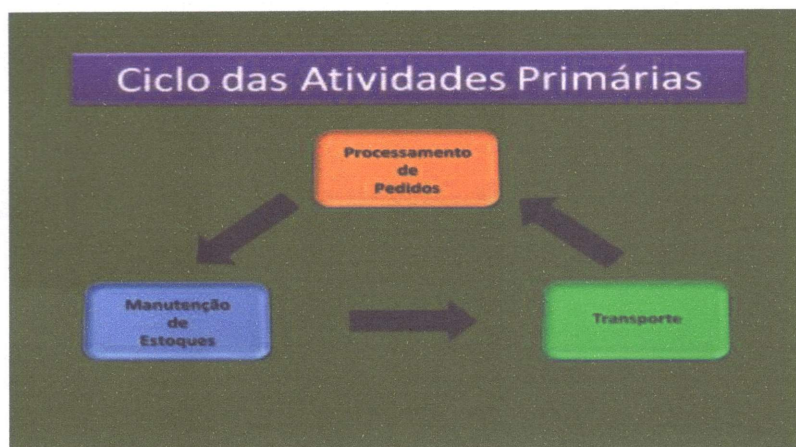 Ciclo das Atividades Primárias
Processamento
de
Pedidos
Manutenção
de
Estoques
Transporte